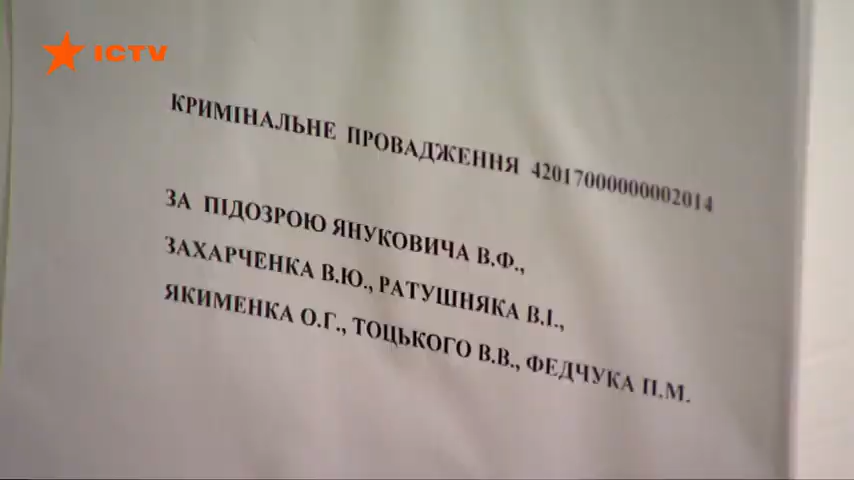 ICTV
КРИМІНАЛЬНЕ ПРОВАДЖЕННЯ 42017000000002014
ЗА ПІДОЗРОЮ ЯНУКОВИЧА В.Ф.,
ЗАХАРЧЕНКА В.Ю., РАТУШНЯКА В.І.,
ЯКИМЕНКА О.Г., ТОЦЬКОГО В.В., ФЕДЧУКА П.М.